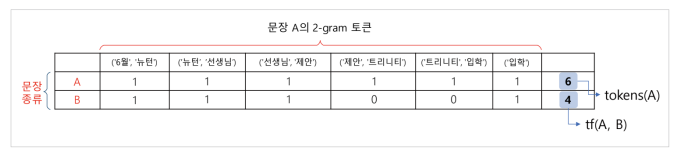 문장 A의 2-gram 토큰
('6월', '뉴턴') ('뉴턴', '선생님') ('선생님', '제안') ('제안', '트리니티') ('트리니티', '입학') ('입학')
문장 종류
A 1 1 1 1 1 1 6
B 1 1 1 0 0 1 4
tokens(A)
tf(A, B)